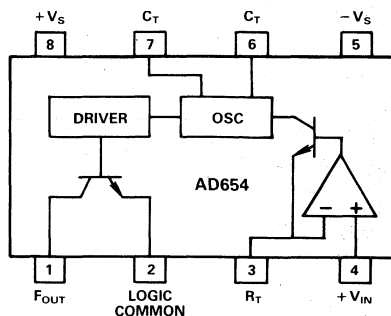 +VS CT CT -VS
8 7 6 5
DRIVER OSC
AD654
- +
1 2 3 4
FOUT LOGIC COMMON RT +VIN